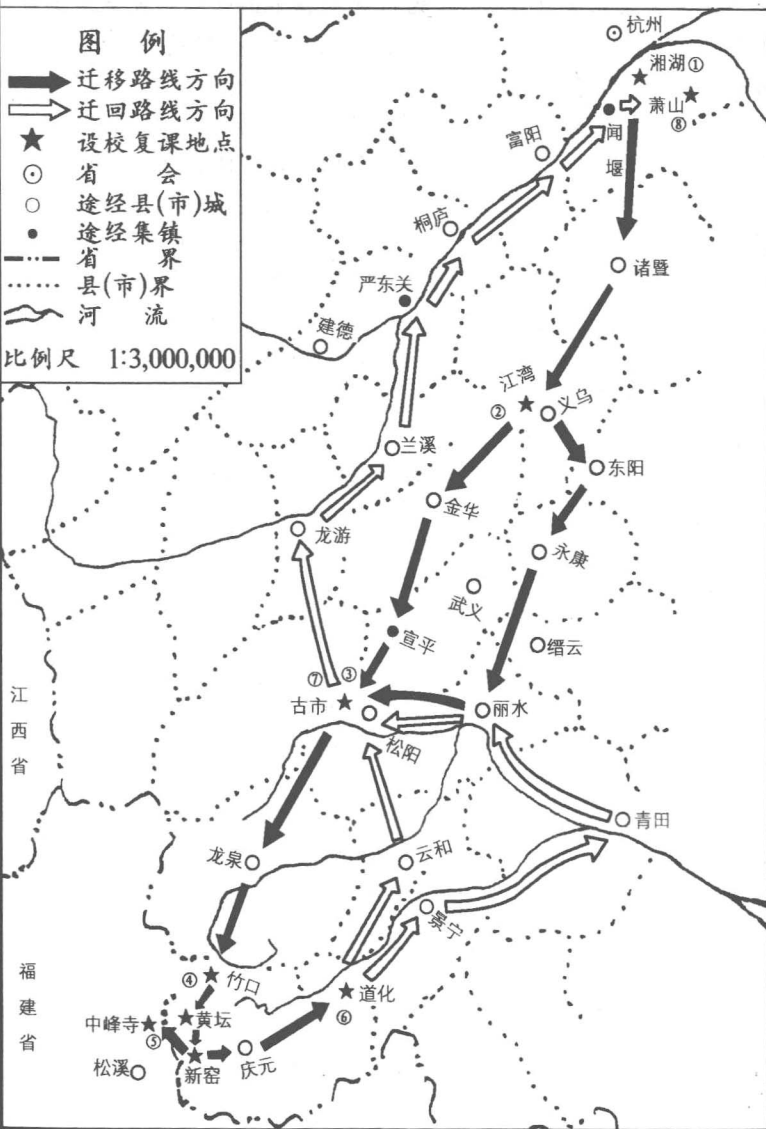 图 例
迁移路线方向
迁回路线方向
设校复课地点
省 会
途经县(市)城
途经集镇
省 界
县(市)界
河 流
比例尺 1:3,000,000
杭州
湘湖①
萧山
⑧
闻堰
富阳
桐庐
诸暨
严东关
建德
江湾
②
义乌
兰溪
东阳
金华
龙游
永康
武义
宣平
缙云
⑦
③
古市
丽水
松阳
江西省
青田
龙泉
云和
景宁
福建省
④
竹口
道化
⑥
中峰寺
黄坛
⑤
新窑
庆元
松溪